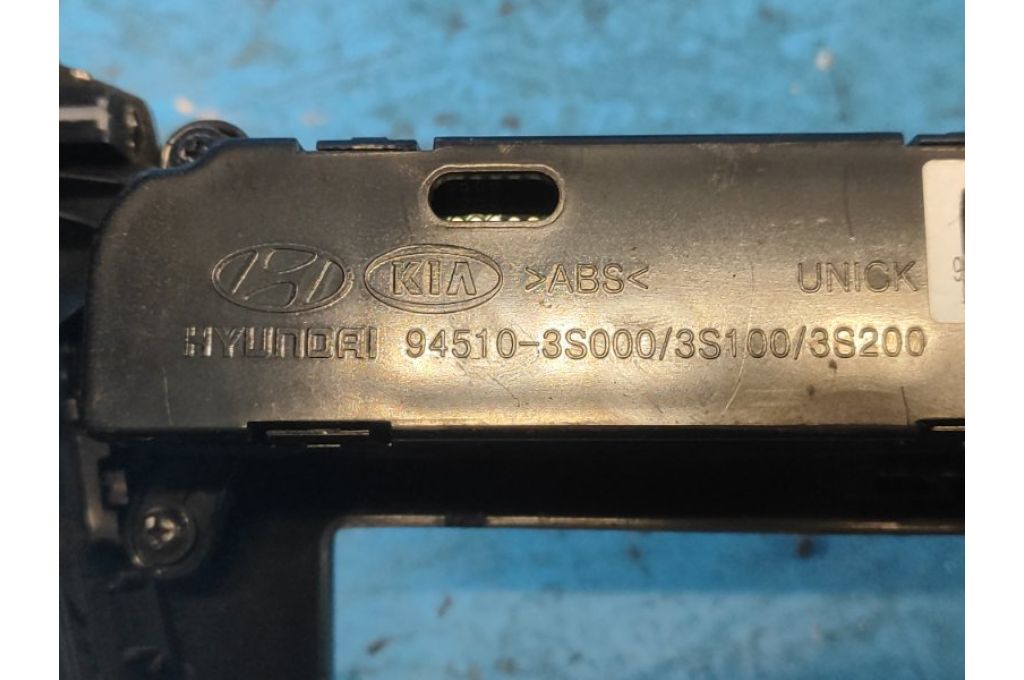 KIA >ABS< UNICK
HYUNDAI 94510-3S000/3S100/3S200